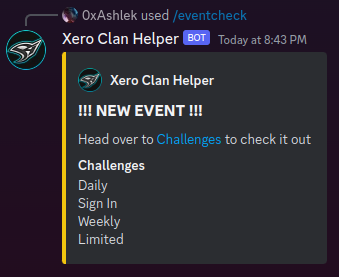 0xAshlek used /eventcheck
Xero Clan Helper BOT Today at 8:43 PM
Xero Clan Helper
!!! NEW EVENT !!!
Head over to Challenges to check it out
Challenges
Daily
Sign In
Weekly
Limited